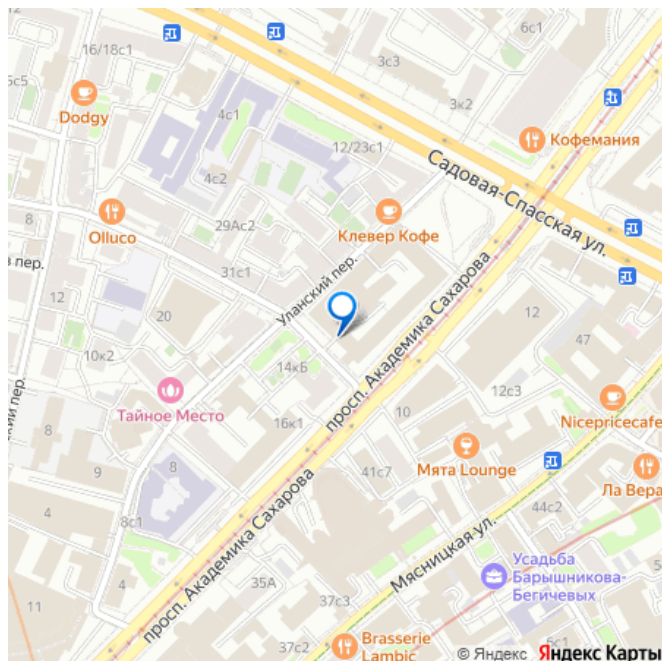 6с1
16/18с1
3с3
6с5
Dodgy
4с1
3к2
12/23с1
Кофемания
4с2
Садовая-Спасская ул.
8
29Ас2
Olluco
Клевер Кофе
в пер.
31с1
Уланский пер.
12
20
просп. Академика Сахарова
12
47
10к2
14кБ
12с3
ский пер.
Тайное Место
16к1
10
Nicepricecafe
8
9
8
41с7
Мята Lounge
Ла Вера
8с1
44с2
просп. Академика Сахарова
Мясницкая ул.
4
35А
Усадьба
Барышникова-
Бегичевых
11
4
37с3
37с2
Brasserie
Lambic
© Яндекс Яндекс Карты